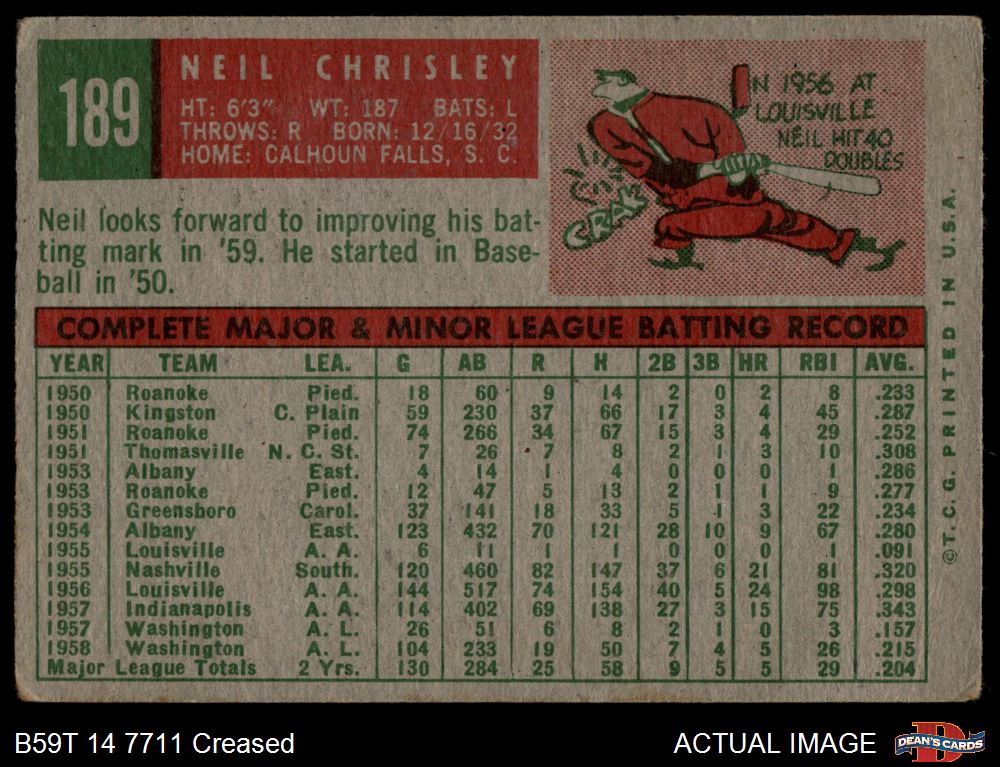 189
NEIL CHRISLEY
HT: 6'3" WT: 187 BATS: L
THROWS: R BORN: 12/16/32
HOME: CALHOUN FALLS, S. C.
IN 1956 AT
LOUISVILLE
NEIL HIT 40
DOUBLES
CRACK
Neil looks forward to improving his bat-
ting mark in '59. He started in Base-
ball in '50.
COMPLETE MAJOR & MINOR LEAGUE BATTING RECORD
YEAR TEAM LEA. G AB R H 2B 3B HR RBI AVG.
1950 Roanoke Pied. 18 60 9 14 2 0 2 8 .233
1950 Kingston C. Plain 59 230 37 66 17 3 4 45 .287
1951 Roanoke Pied. 74 266 34 67 15 3 4 29 .252
1951 Thomasville N. C. St. 7 26 7 8 2 1 3 10 .308
1953 Albany East. 4 14 1 4 0 0 0 1 .286
1953 Roanoke Pied. 12 47 5 13 2 1 1 9 .277
1953 Greensboro Carol. 37 141 18 33 5 1 3 22 .234
1954 Albany East. 123 432 70 121 28 10 9 67 .280
1955 Louisville A. A. 6 11 1 1 0 0 0 1 .091
1955 Nashville South. 120 460 82 147 37 6 21 81 .320
1956 Louisville A. A. 144 517 74 154 40 5 24 98 .298
1957 Indianapolis A. A. 114 402 69 138 27 3 15 75 .343
1957 Washington A. L. 26 51 6 8 2 1 0 3 .157
1958 Washington A. L. 104 233 19 50 7 4 5 26 .215
Major League Totals 2 Yrs. 130 284 25 58 9 5 5 29 .204
©T.C.G. PRINTED IN U.S.A.
B59T 14 7711 Creased
ACTUAL IMAGE
D
DEAN'S CARDS